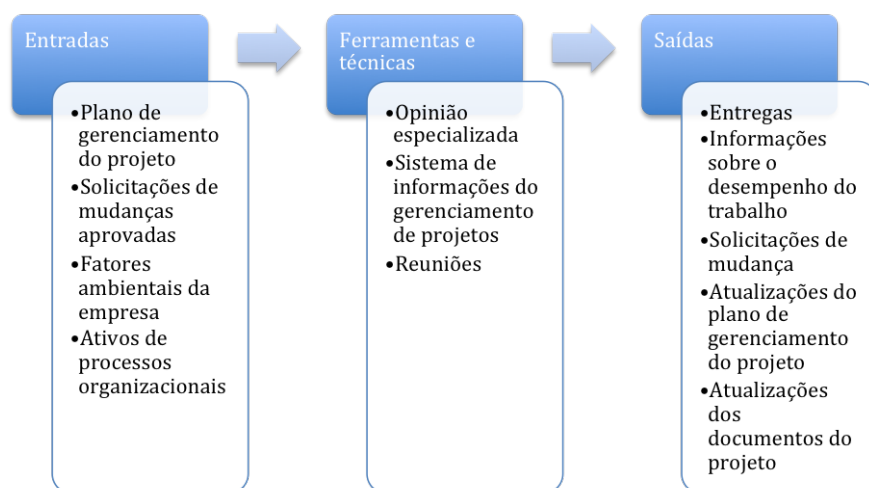 Entradas
•Plano de
gerenciamento
do projeto
•Solicitações de
mudanças
aprovadas
•Fatores
ambientais da
empresa
•Ativos de
processos
organizacionais
Ferramentas e
técnicas
•Opinião
especializada
•Sistema de
informações do
gerenciamento
de projetos
•Reuniões
Saídas
•Entregas
•Informações
sobre o
desempenho do
trabalho
•Solicitações de
mudança
•Atualizações do
plano de
gerenciamento
do projeto
•Atualizações
dos
documentos do
projeto